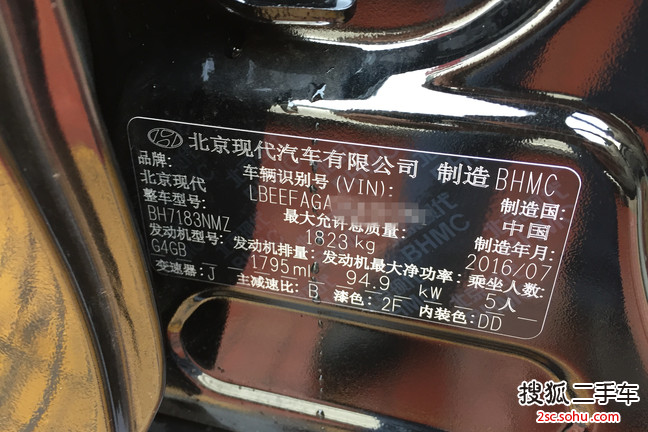 北京现代汽车有限公司 制造 BHMC
品牌: 车辆识别号(VIN): 制造国:
北京现代 LBEEFAGA 中国
整车型号: 最大允许总质量: 制造年月:
BH7183NMZ 1823 kg 2016/07
发动机型号: 发动机排量: 发动机最大净功率: 乘坐人数:
G4GB 1795 ml 94.9 kW 5人
变速器: J 主减速比: B 漆色: 2F 内装色: DD
搜狐二手车
2sc.sohu.com